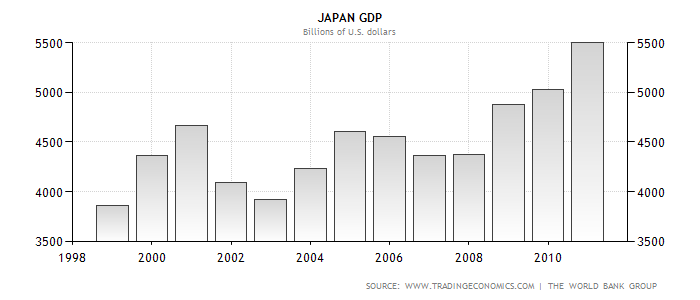 JAPAN GDP
Billions of U.S. dollars
5500 5500
5000 5000
4500 4500
4000 4000
3500 3500
1998 2000 2002 2004 2006 2008 2010
SOURCE: WWW.TRADINGECONOMICS.COM | THE WORLD BANK GROUP